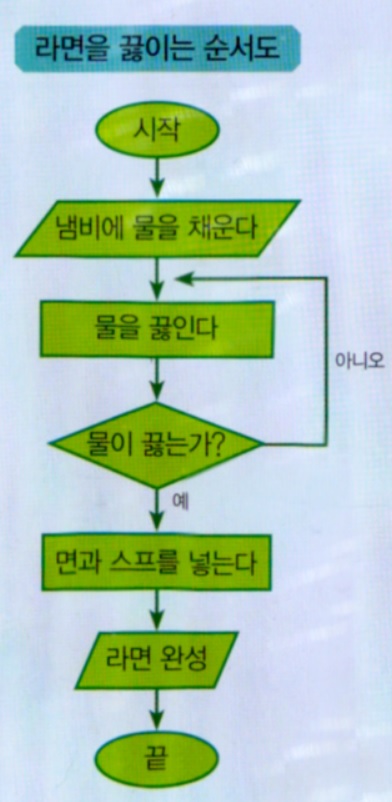 라면을 끓이는 순서도
시작
냄비에 물을 채운다
물을 끓인다
아니오
물이 끓는가?
예
면과 스프를 넣는다
라면 완성
끝